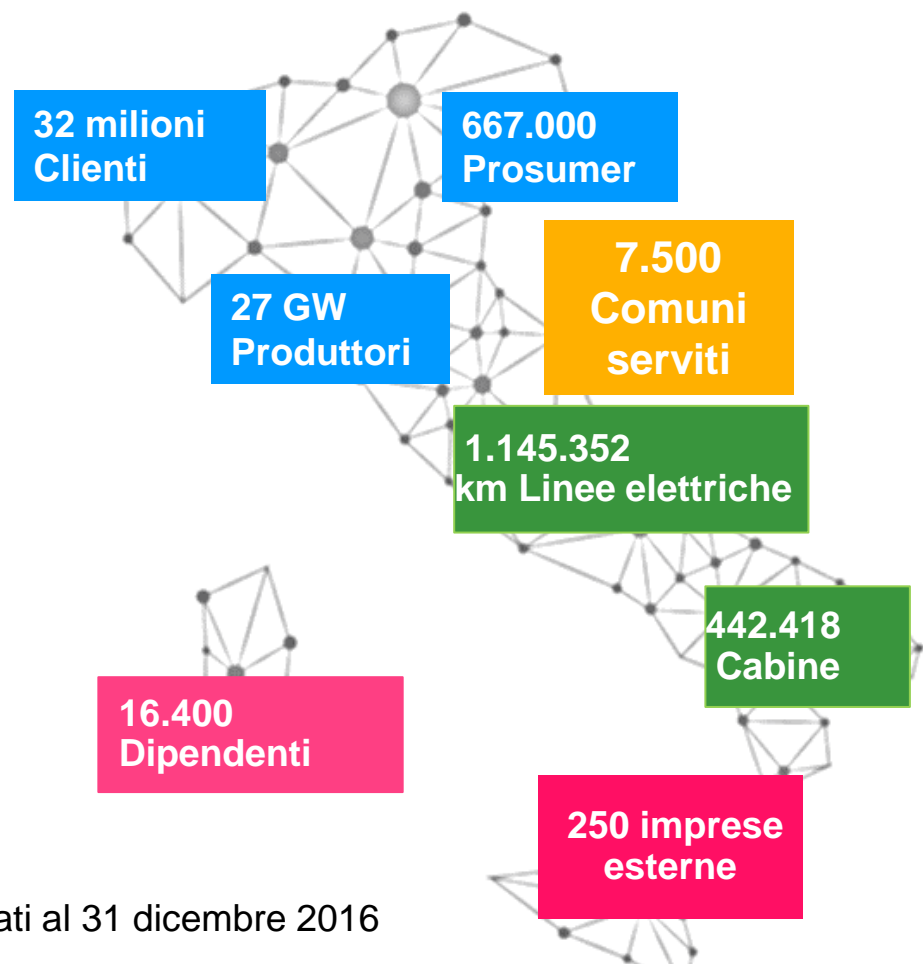 32 milioni
Clienti
667.000
Prosumer
7.500
Comuni
serviti
27 GW
Produttori
1.145.352
km Linee elettriche
442.418
Cabine
16.400
Dipendenti
250 imprese
esterne
ati al 31 dicembre 2016